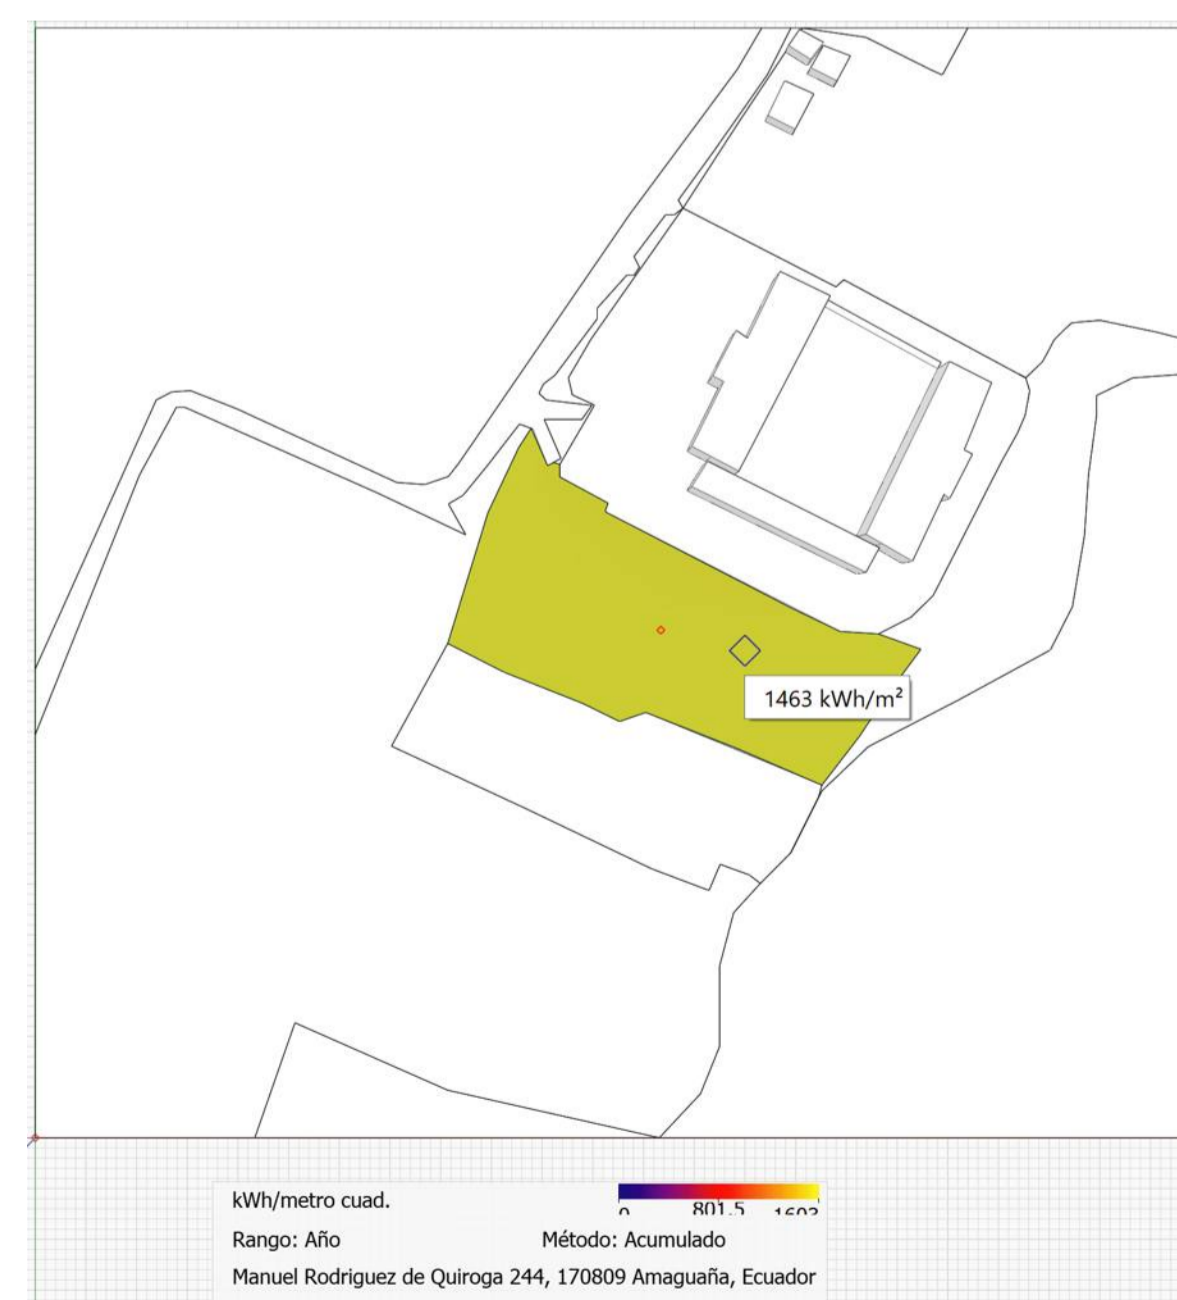 1463 kWh/m²
kWh/metro cuad.
801.5
Rango: Año
Método: Acumulado
Manuel Rodriguez de Quiroga 244, 170809 Amaguaña, Ecuador